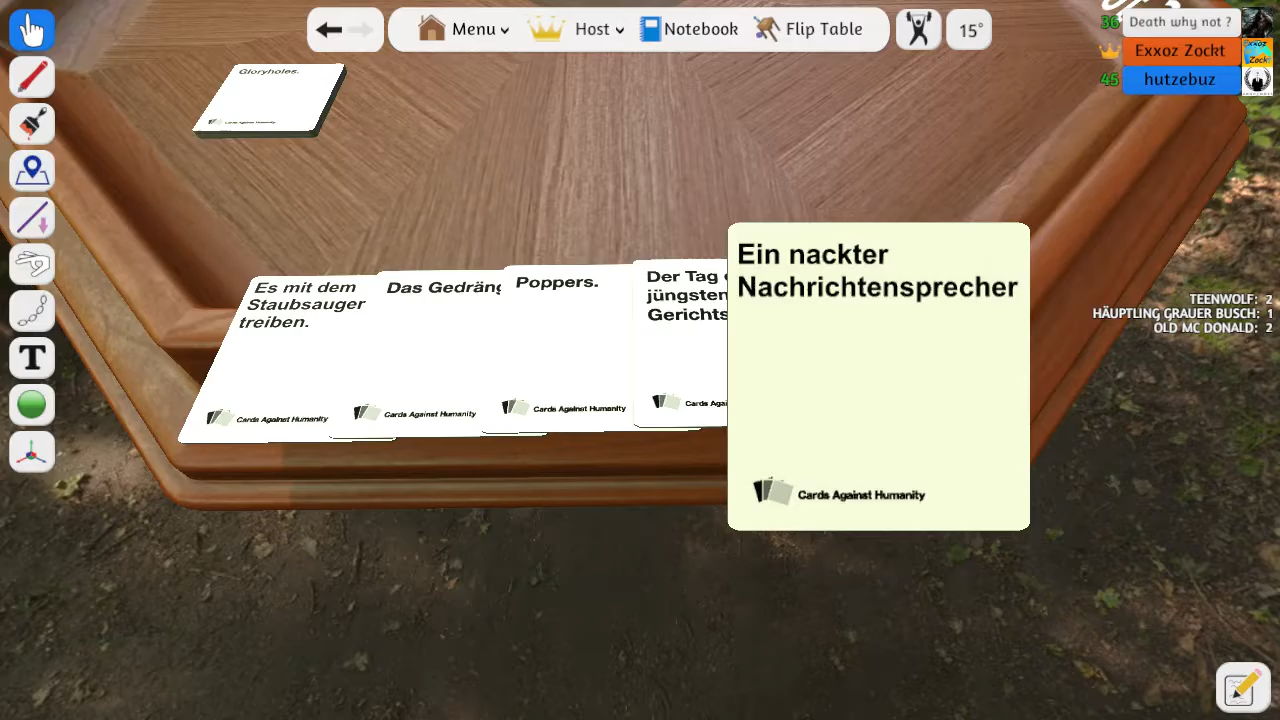 Menu
Host
Notebook
Flip Table
15°
36
Death why not ?
Exxoz Zockt
45
hutzebuz
Gloryholes.
Cards Against Humanity
Es mit dem
Staubsauger
treiben.
Cards Against Humanity
Das Gedräng
Cards Against Humanity
Poppers.
Cards Against Humanity
Der Tag
jüngsten
Gerichts
Cards Agai
Ein nackter
Nachrichtensprecher
Cards Against Humanity
TEENWOLF: 2
HÄUPTLING GRAUER BUSCH: 1
OLD MC DONALD: 2
T